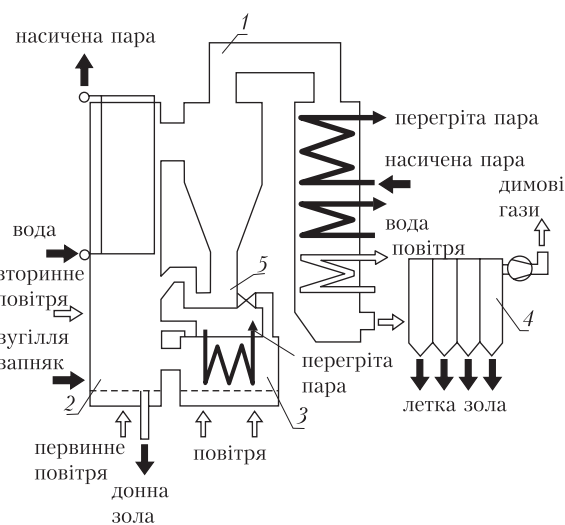 насичена пара
1
перегріта пара
насичена пара
димові
гази
вода
вода
повітря
5
вторинне
повітря
4
вугілля
вапняк
перегріта
пара
2
3
летка зола
первинне
повітря
повітря
донна
зола